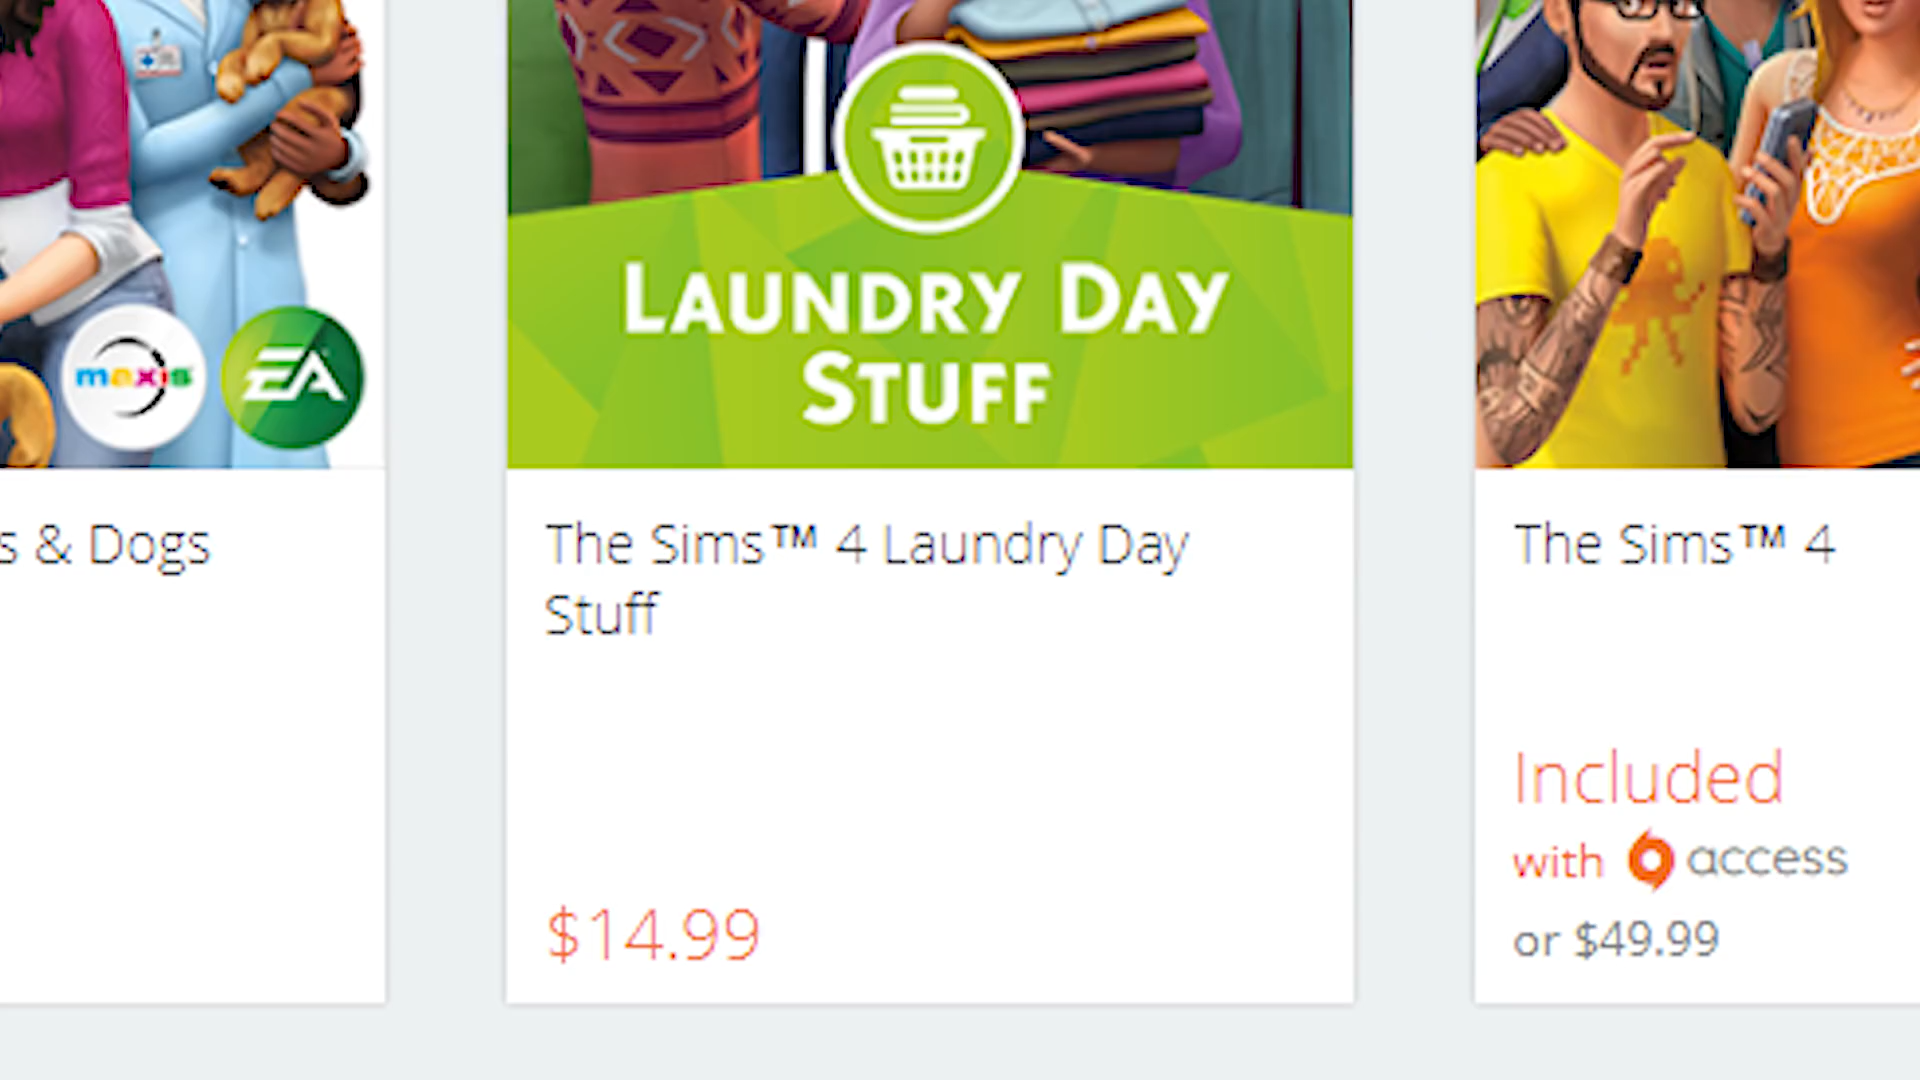 maxis
EA
s & Dogs
LAUNDRY DAY
STUFF
The Sims™ 4 Laundry Day
Stuff
$14.99
The Sims™ 4
Included
with access
or $49.99